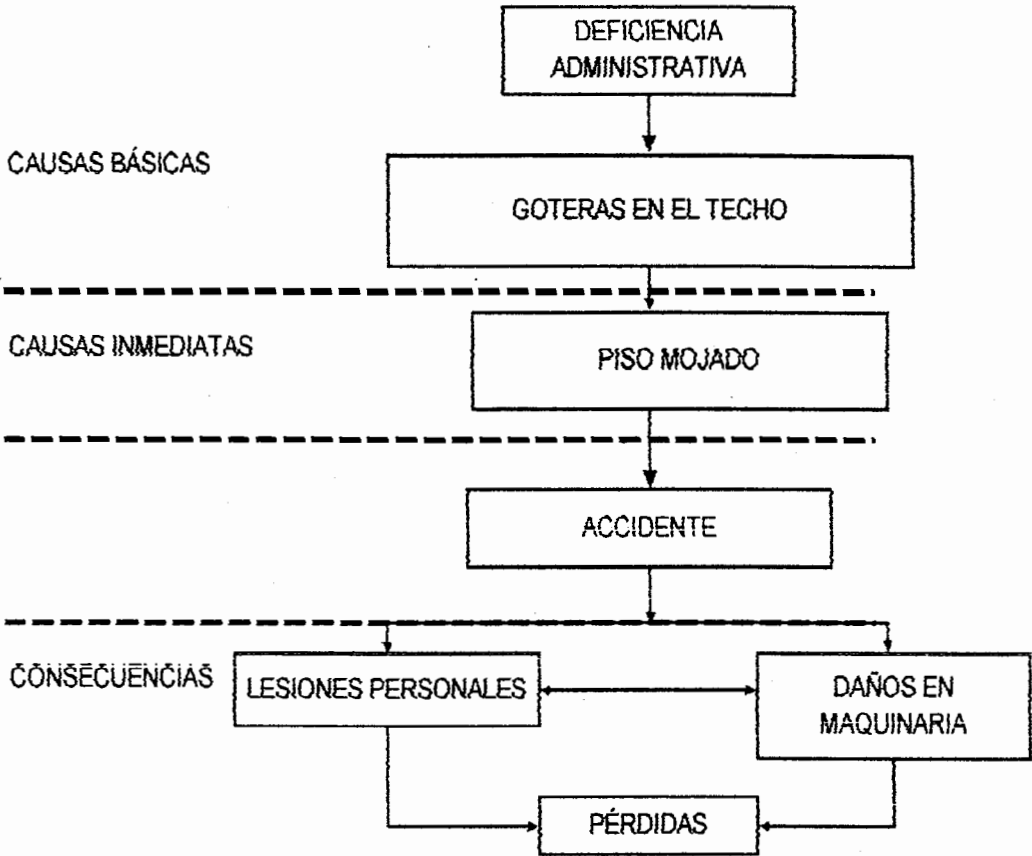 DEFICIENCIA
ADMINISTRATIVA
CAUSAS BÁSICAS
GOTERAS EN EL TECHO
CAUSAS INMEDIATAS
PISO MOJADO
ACCIDENTE
CONSECUENCIAS
LESIONES PERSONALES
DAÑOS EN
MAQUINARIA
PÉRDIDAS